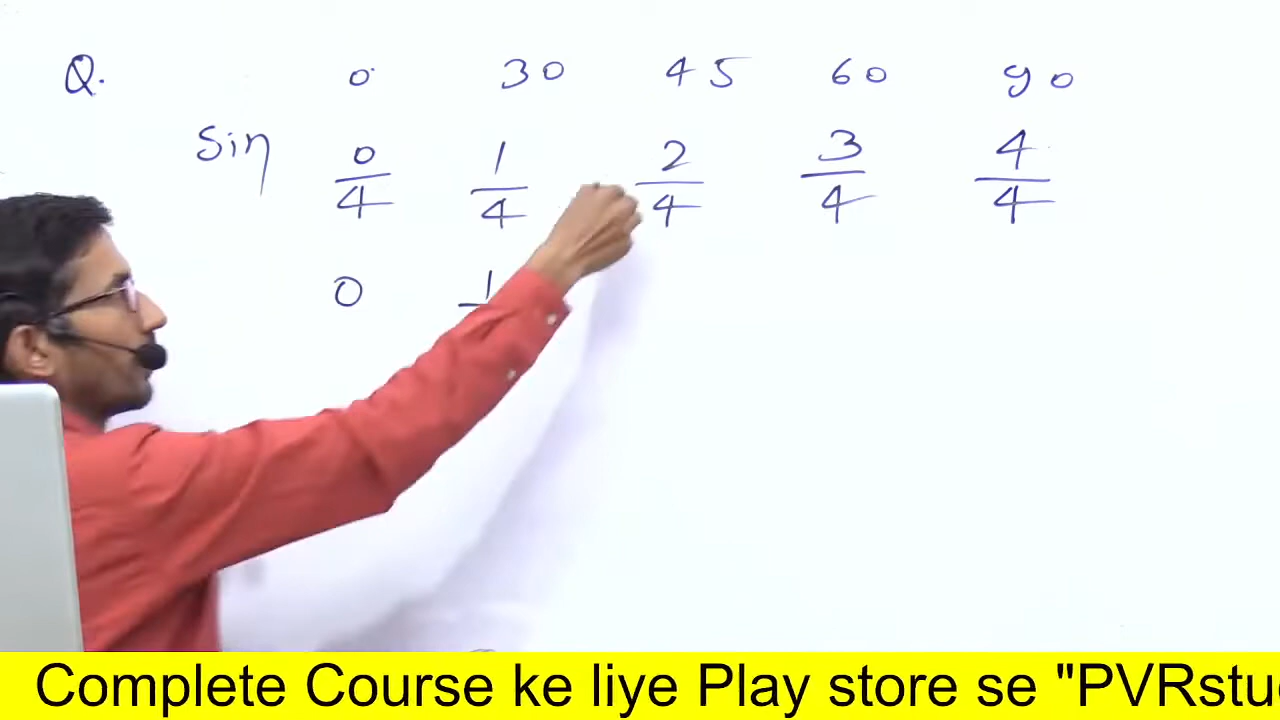 Q. 0 30 45 60 90
Sin 0/4 1/4 2/4 3/4 4/4
0 1
Complete Course ke liye Play store se "PVRstu